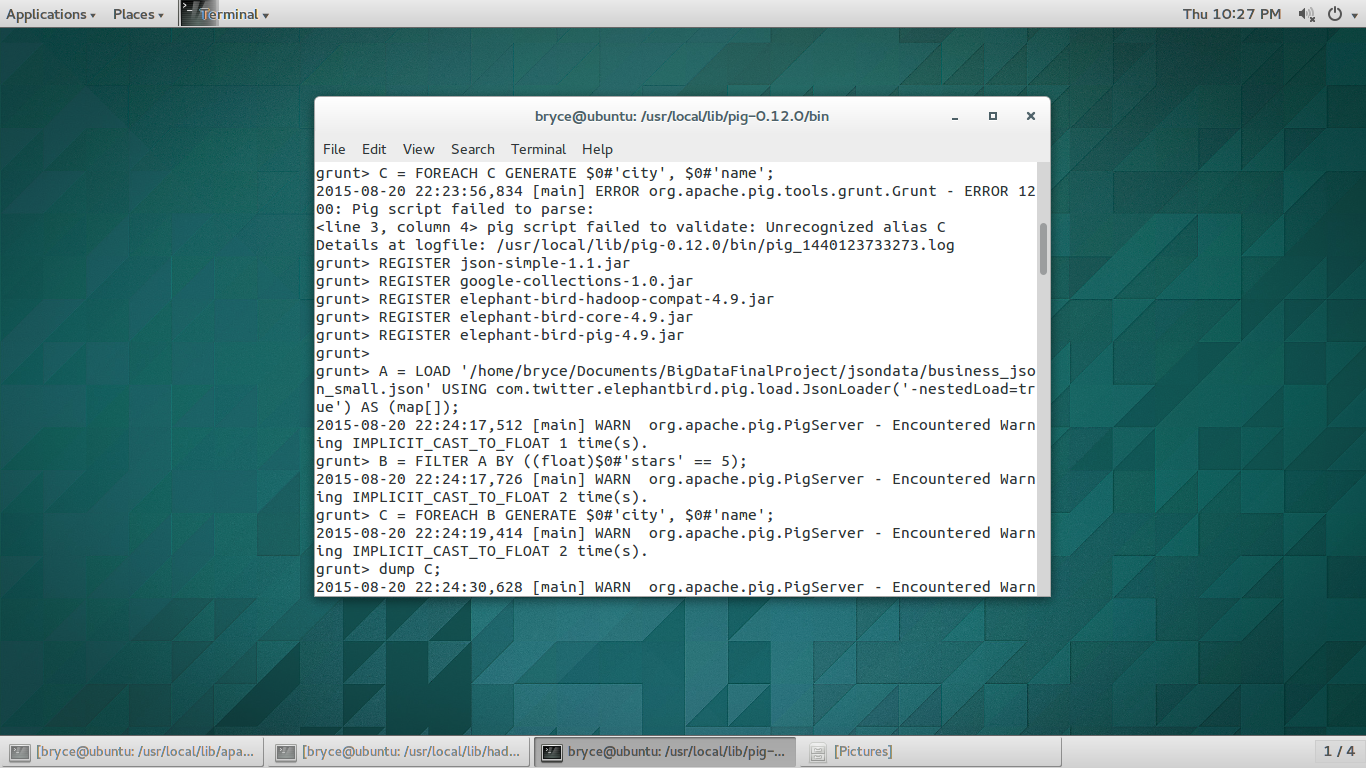 Applications Places Terminal Thu 10:27 PM
bryce@ubuntu: /usr/local/lib/pig-0.12.0/bin
File Edit View Search Terminal Help
grunt> C = FOREACH C GENERATE $0#'city', $0#'name';
2015-08-20 22:23:56,834 [main] ERROR org.apache.pig.tools.grunt.Grunt - ERROR 12
00: Pig script failed to parse:
<line 3, column 4> pig script failed to validate: Unrecognized alias C
Details at logfile: /usr/local/lib/pig-0.12.0/bin/pig_1440123733273.log
grunt> REGISTER json-simple-1.1.jar
grunt> REGISTER google-collections-1.0.jar
grunt> REGISTER elephant-bird-hadoop-compat-4.9.jar
grunt> REGISTER elephant-bird-core-4.9.jar
grunt> REGISTER elephant-bird-pig-4.9.jar
grunt>
grunt> A = LOAD '/home/bryce/Documents/BigDataFinalProject/jsondata/business_jso
n_small.json' USING com.twitter.elephantbird.pig.load.JsonLoader('-nestedLoad=tr
ue') AS (map[]);
2015-08-20 22:24:17,512 [main] WARN  org.apache.pig.PigServer - Encountered Warn
ing IMPLICIT_CAST_TO_FLOAT 1 time(s).
grunt> B = FILTER A BY ((float)$0#'stars' == 5);
2015-08-20 22:24:17,726 [main] WARN  org.apache.pig.PigServer - Encountered Warn
ing IMPLICIT_CAST_TO_FLOAT 2 time(s).
grunt> C = FOREACH B GENERATE $0#'city', $0#'name';
2015-08-20 22:24:19,414 [main] WARN  org.apache.pig.PigServer - Encountered Warn
ing IMPLICIT_CAST_TO_FLOAT 2 time(s).
grunt> dump C;
2015-08-20 22:24:30,628 [main] WARN  org.apache.pig.PigServer - Encountered Warn
[bryce@ubuntu: /usr/local/lib/apa... [bryce@ubuntu: /usr/local/lib/had... bryce@ubuntu: /usr/local/lib/pig-... [Pictures] 1 / 4